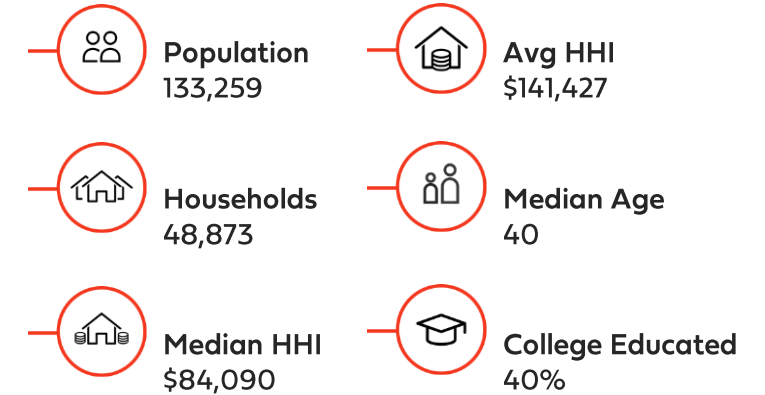 Population
133,259
Avg HHI
$141,427
Households
48,873
Median Age
40
Median HHI
$84,090
College Educated
40%